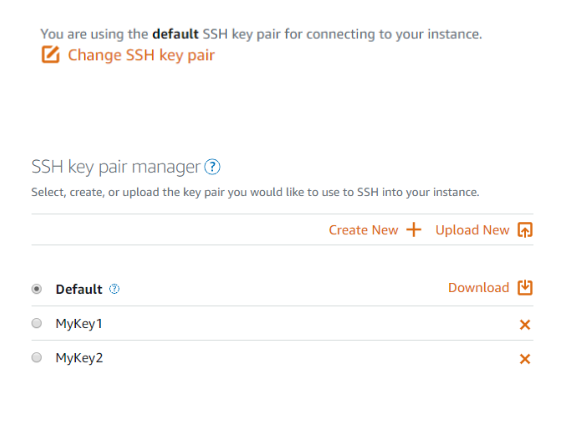 You are using the default SSH key pair for connecting to your instance.
Change SSH key pair
SSH key pair manager ?
Select, create, or upload the key pair you would like to use to SSH into your instance.
Create New + Upload New
Default ? Download
MyKey1
MyKey2